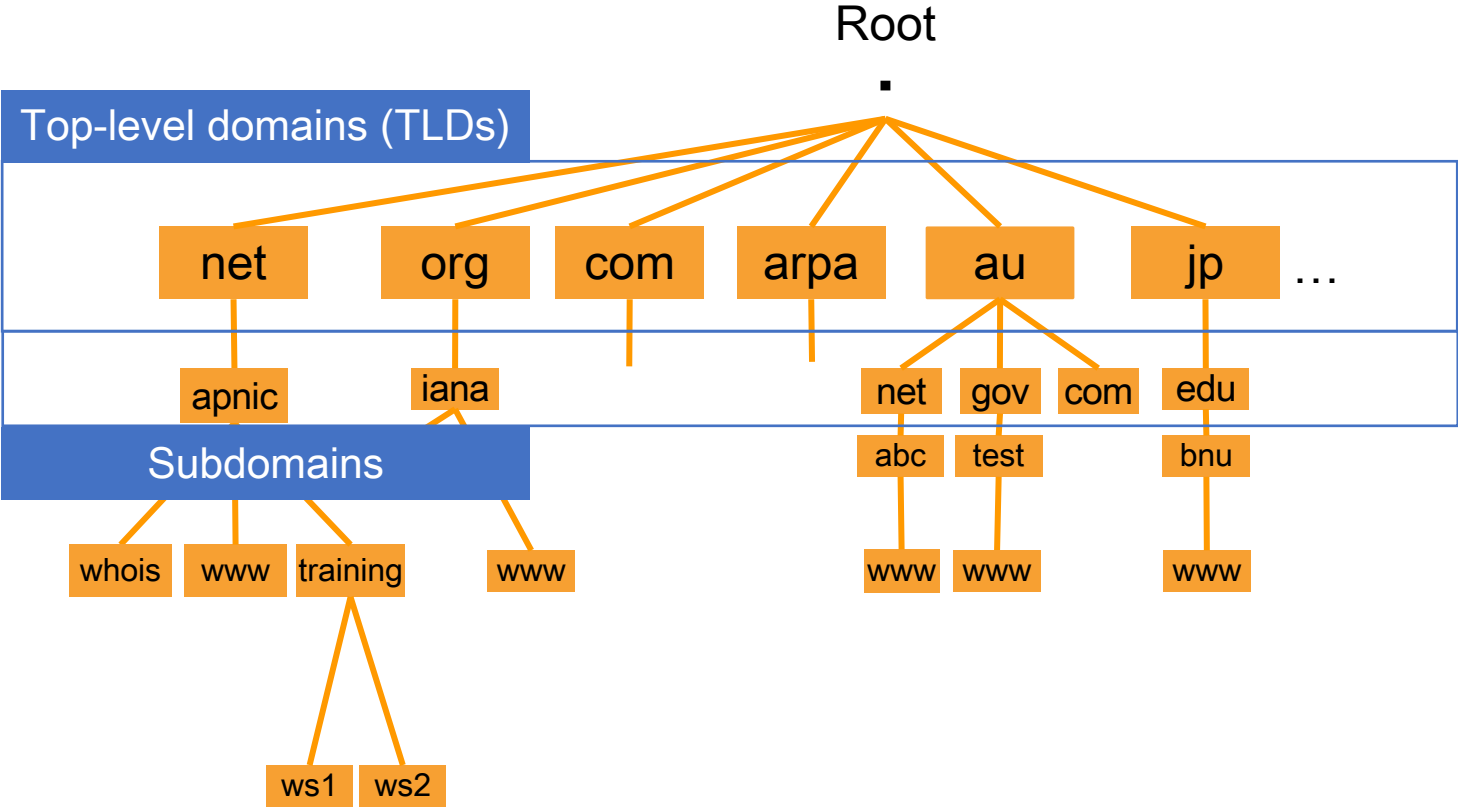 Root
.
Top-level domains (TLDs)
net org com arpa au jp …
apnic iana net gov com edu
Subdomains abc test bnu
whois www training www www www www
ws1 ws2